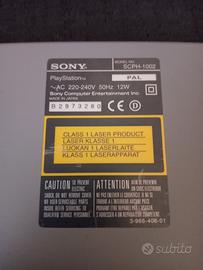 SONY
MODEL NO.
SCPH-1002
PlayStation™
PAL
~AC 220-240V 50Hz 12W
Sony Computer Entertainment Inc.
MADE IN JAPAN
B2873280
CLASS 1 LASER PRODUCT
LASER KLASSE 1
LUOKAN 1 LASERLAITE
KLASS 1 LASERAPPARAT
CAUTION
ATTENTION
3-966-406-01
subito